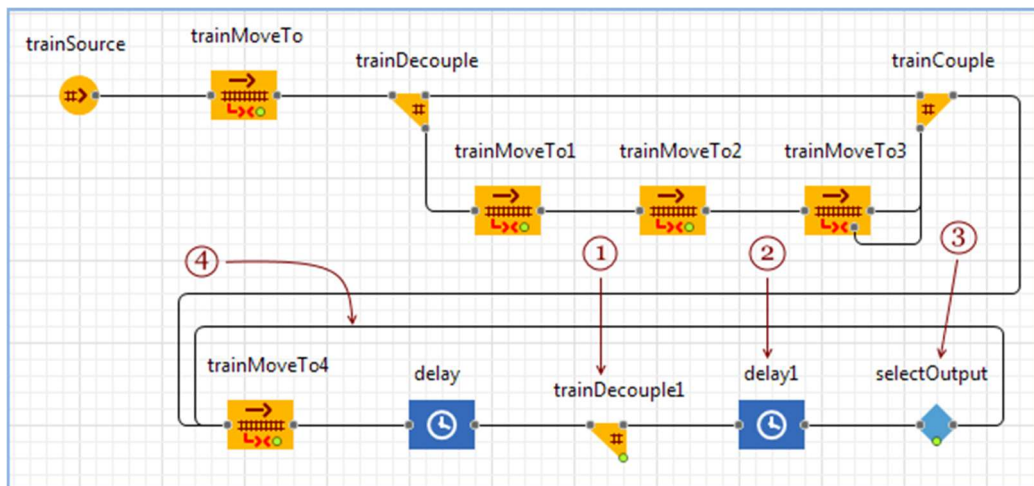 trainSource
trainMoveTo
trainDecouple
trainCouple
trainMoveTo1
trainMoveTo2
trainMoveTo3
4
1
2
3
trainMoveTo4
delay
trainDecouple1
delay1
selectOutput